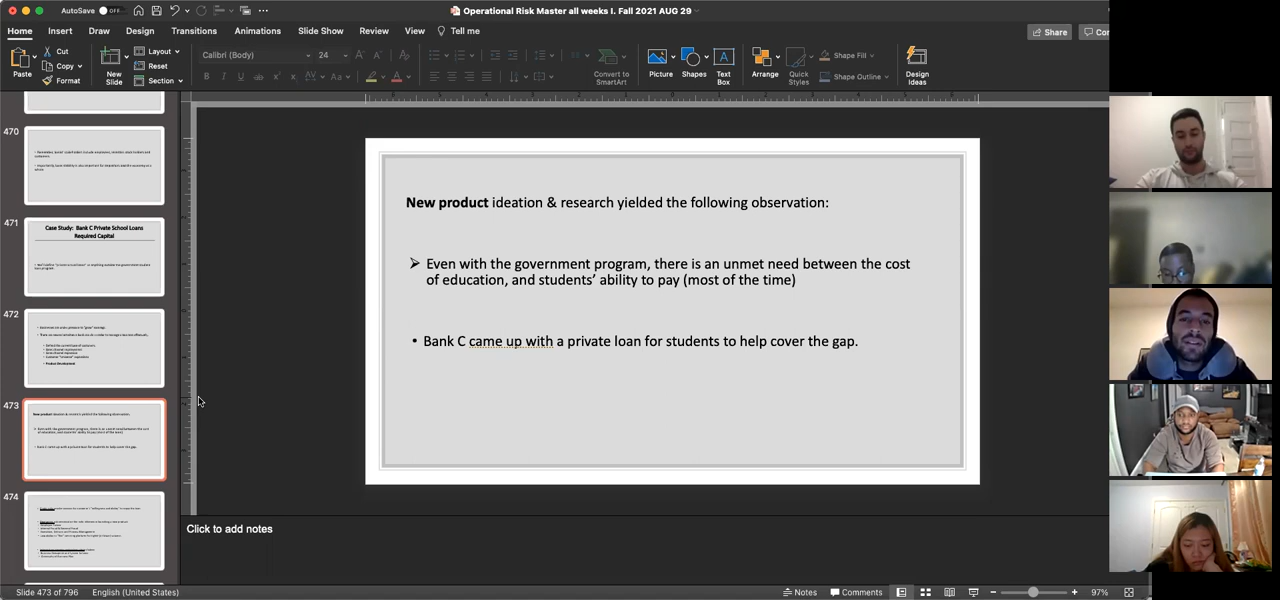 AutoSave OFF
Operational Risk Master all weeks I. Fall 2021 AUG 29
Home Insert Draw Design Transitions Animations Slide Show Review View Tell me
Share
Paste
Cut
Copy
Format
New Slide
Layout
Reset
Section
Calibri (Body) 24
Convert to SmartArt
Picture
Shapes
Text Box
Arrange
Quick Styles
Shape Fill
Shape Outline
Design Ideas
470
471
Case Study: Bank C Private School Loans
Required Capital
472
473
474
New product ideation & research yielded the following observation:
➢ Even with the government program, there is an unmet need between the cost
of education, and students’ ability to pay (most of the time)
• Bank C came up with a private loan for students to help cover the gap.
Click to add notes
Slide 473 of 796 English (United States) Notes Comments 97%